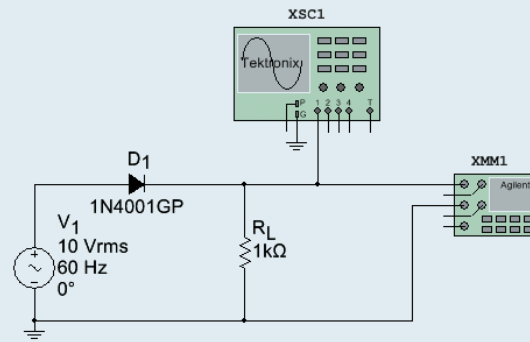 XSC1
Tektronix
P
G
1 2 3 4 T
XMM1
Agilent
D1
1N4001GP
V1
10 Vrms
60 Hz
0°
RL
1kΩ